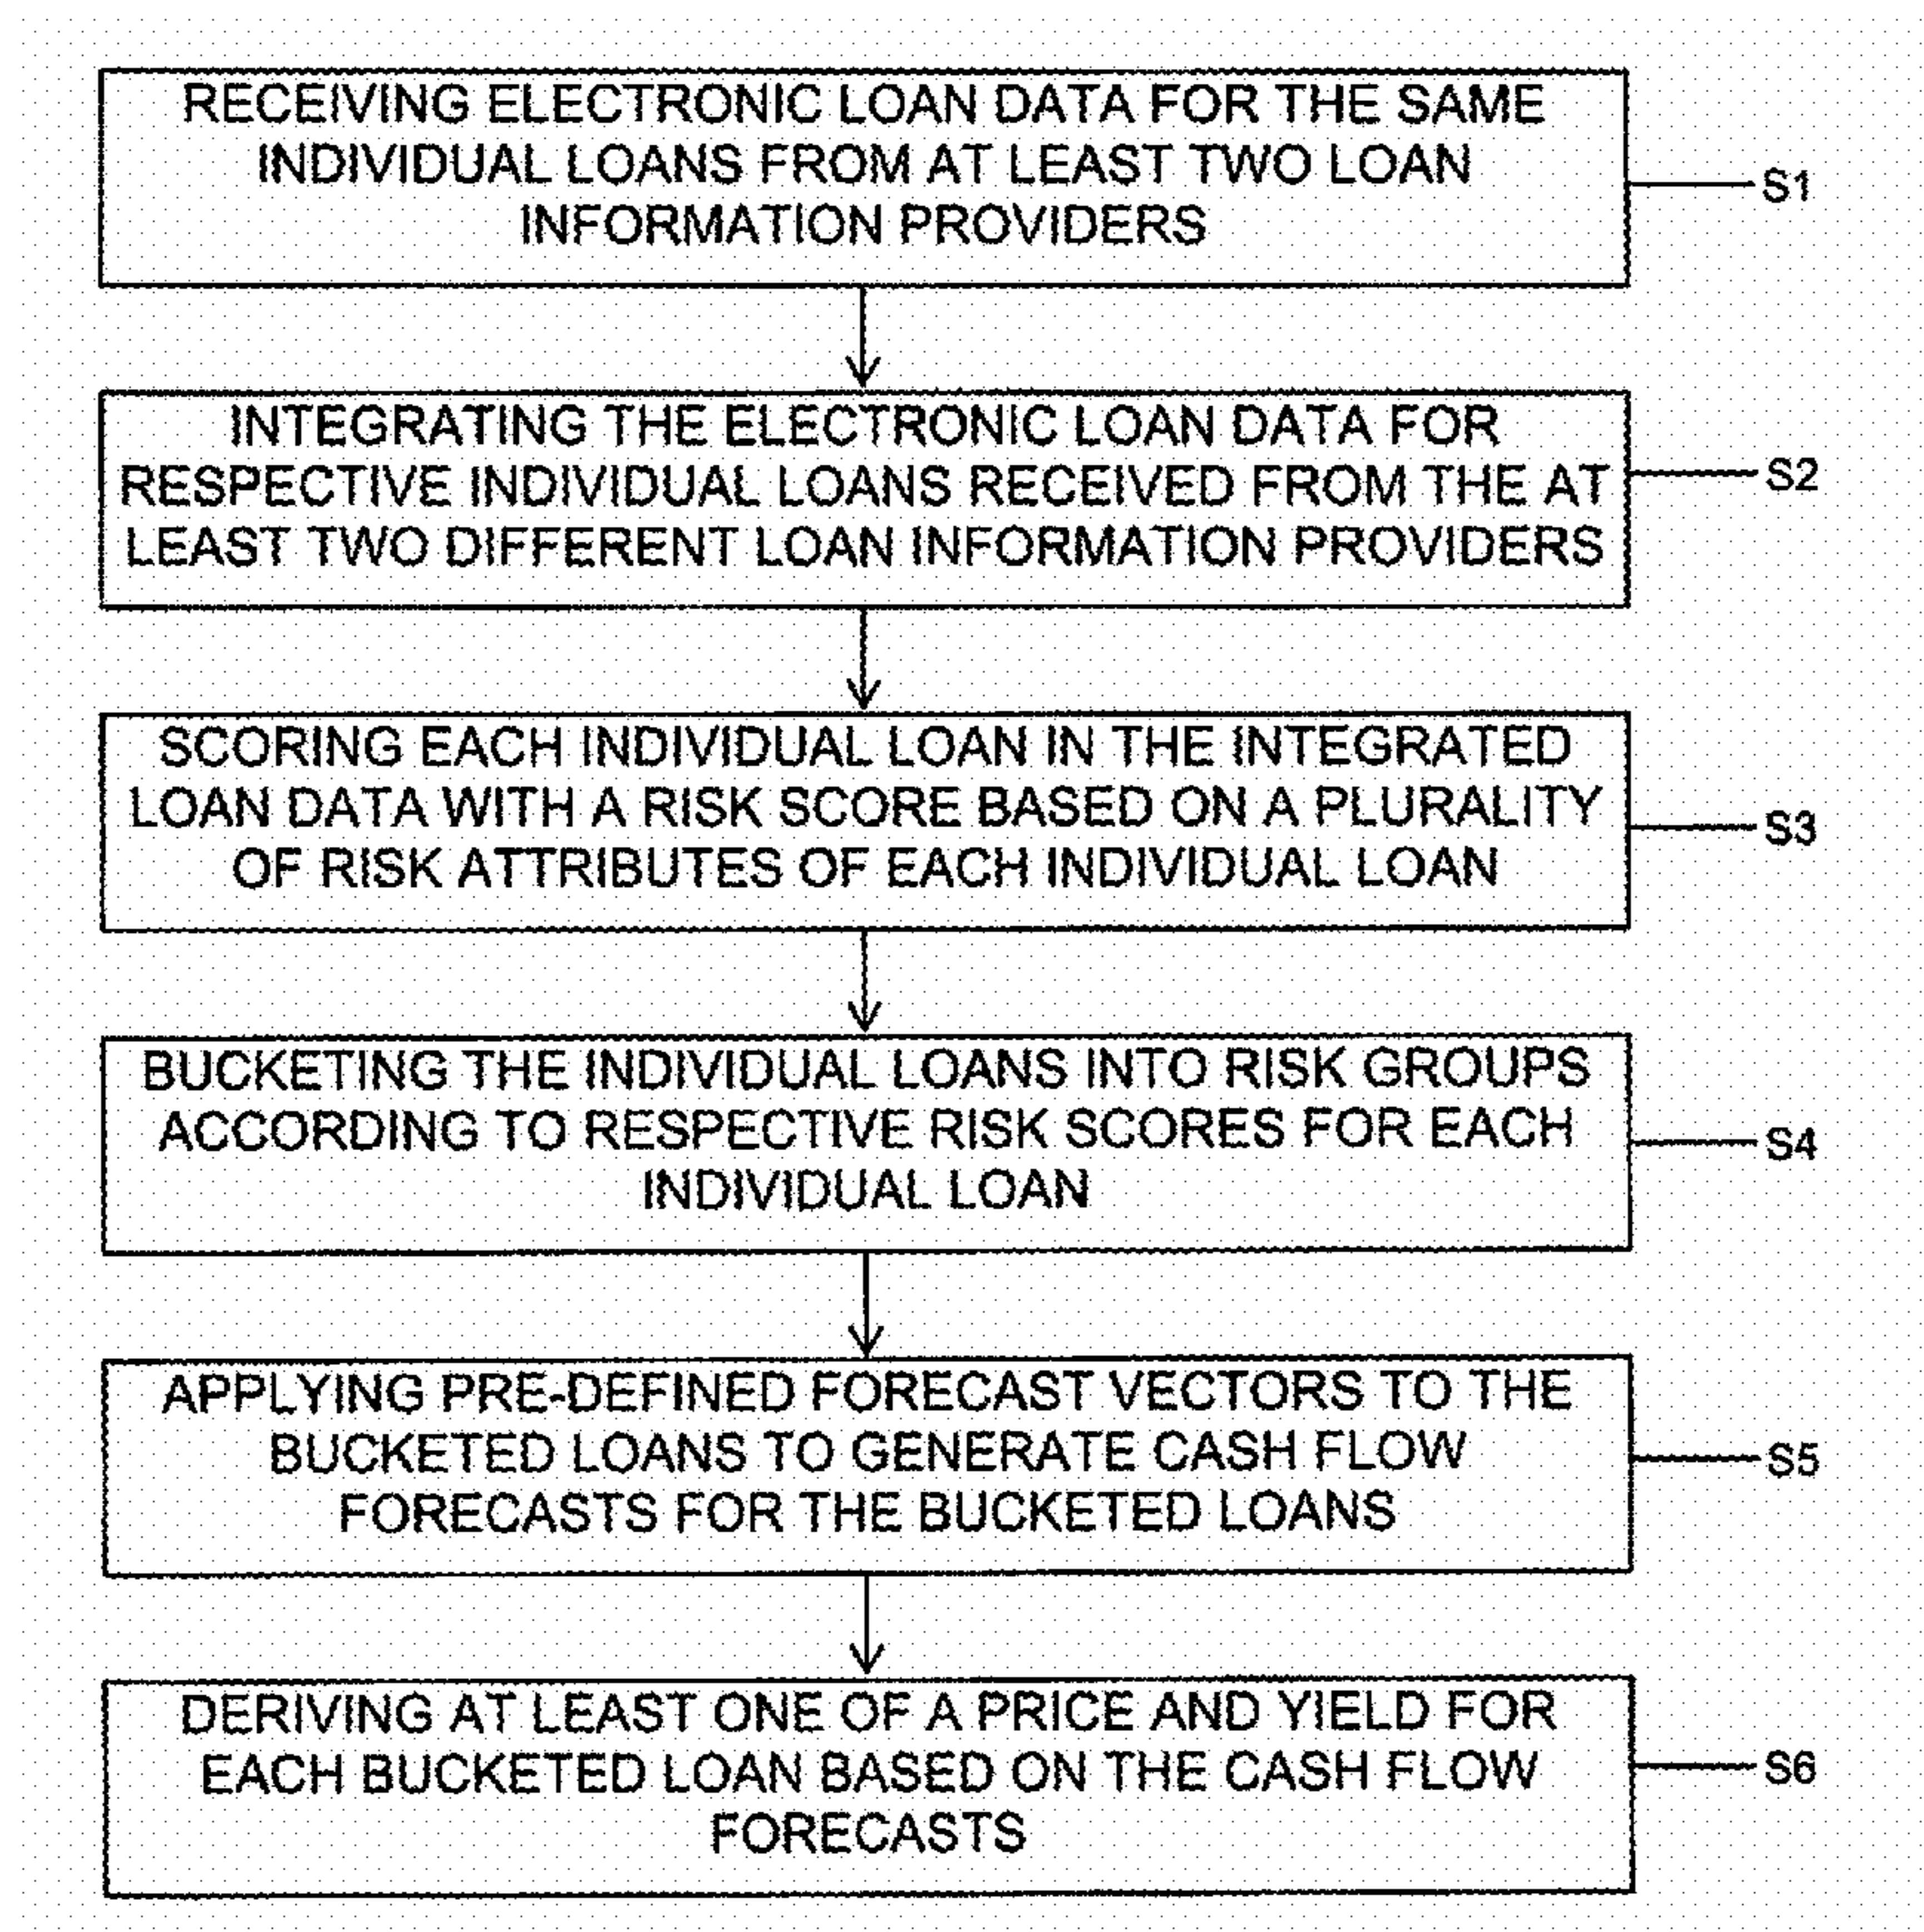 RECEIVING ELECTRONIC LOAN DATA FOR THE SAME
INDIVIDUAL LOANS FROM AT LEAST TWO LOAN
INFORMATION PROVIDERS
S1
INTEGRATING THE ELECTRONIC LOAN DATA FOR
RESPECTIVE INDIVIDUAL LOANS RECEIVED FROM THE AT
LEAST TWO DIFFERENT LOAN INFORMATION PROVIDERS
S2
SCORING EACH INDIVIDUAL LOAN IN THE INTEGRATED
LOAN DATA WITH A RISK SCORE BASED ON A PLURALITY
OF RISK ATTRIBUTES OF EACH INDIVIDUAL LOAN
S3
BUCKETING THE INDIVIDUAL LOANS INTO RISK GROUPS
ACCORDING TO RESPECTIVE RISK SCORES FOR EACH
INDIVIDUAL LOAN
S4
APPLYING PRE-DEFINED FORECAST VECTORS TO THE
BUCKETED LOANS TO GENERATE CASH FLOW
FORECASTS FOR THE BUCKETED LOANS
S5
DERIVING AT LEAST ONE OF A PRICE AND YIELD FOR
EACH BUCKETED LOAN BASED ON THE CASH FLOW
FORECASTS
S6